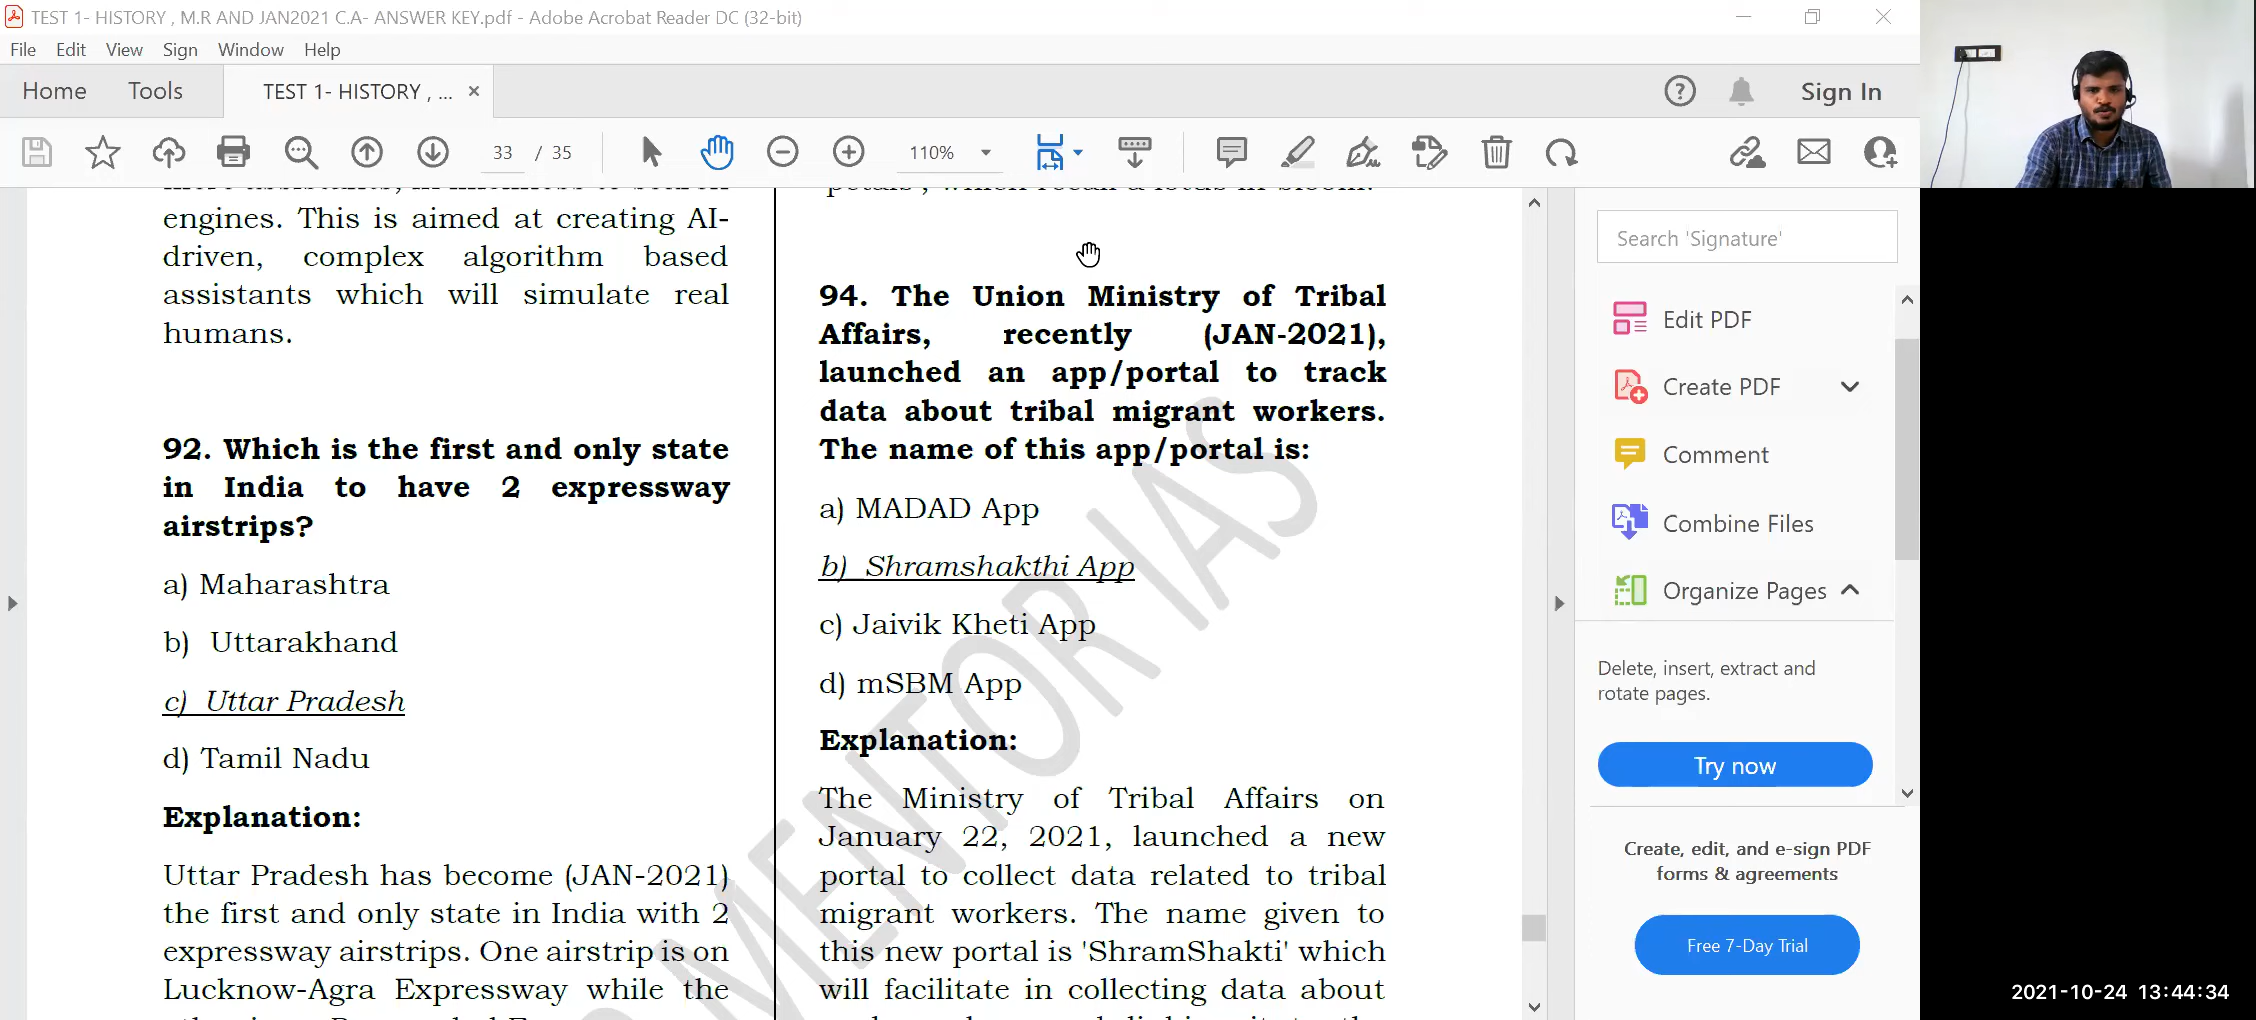 TEST 1- HISTORY , M.R AND JAN2021 C.A- ANSWER KEY.pdf - Adobe Acrobat Reader DC (32-bit)
File Edit View Sign Window Help
Home Tools TEST 1- HISTORY , ... × Sign In
33 / 35 110%
engines. This is aimed at creating AI-
driven, complex algorithm based
assistants which will simulate real
humans.
92. Which is the first and only state
in India to have 2 expressway
airstrips?
a) Maharashtra
b) Uttarakhand
c) Uttar Pradesh
d) Tamil Nadu
Explanation:
Uttar Pradesh has become (JAN-2021)
the first and only state in India with 2
expressway airstrips. One airstrip is on
Lucknow-Agra Expressway while the
94. The Union Ministry of Tribal
Affairs, recently (JAN-2021),
launched an app/portal to track
data about tribal migrant workers.
The name of this app/portal is:
a) MADAD App
b) Shramshakthi App
c) Jaivik Kheti App
d) mSBM App
Explanation:
The Ministry of Tribal Affairs on
January 22, 2021, launched a new
portal to collect data related to tribal
migrant workers. The name given to
this new portal is 'ShramShakti' which
will facilitate in collecting data about
MENTOR IAS
Search 'Signature'
Edit PDF
Create PDF
Comment
Combine Files
Organize Pages
Delete, insert, extract and
rotate pages.
Try now
Create, edit, and e-sign PDF
forms & agreements
Free 7-Day Trial
2021-10-24 13:44:34